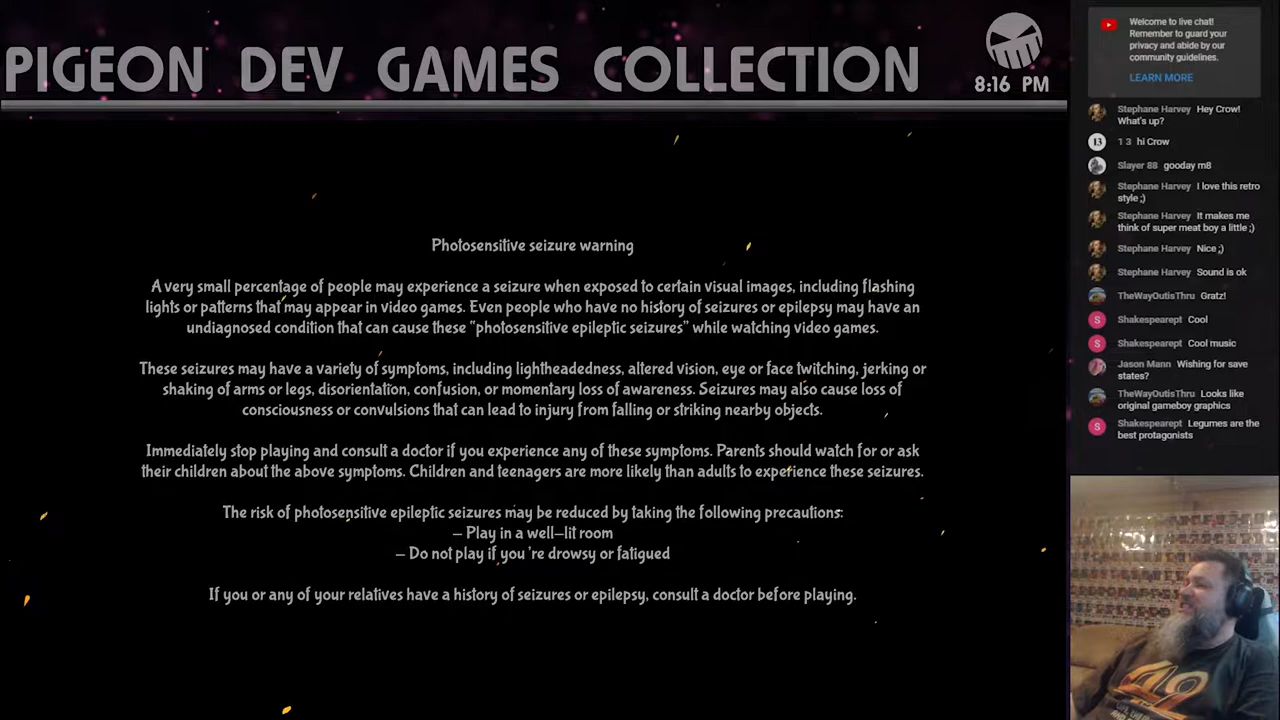 PIGEON DEV GAMES COLLECTION
8:16 PM
Photosensitive seizure warning
A very small percentage of people may experience a seizure when exposed to certain visual images, including flashing
lights or patterns that may appear in video games. Even people who have no history of seizures or epilepsy may have an
undiagnosed condition that can cause these "photosensitive epileptic seizures" while watching video games.
These seizures may have a variety of symptoms, including lightheadedness, altered vision, eye or face twitching, jerking or
shaking of arms or legs, disorientation, confusion, or momentary loss of awareness. Seizures may also cause loss of
consciousness or convulsions that can lead to injury from falling or striking nearby objects.
Immediately stop playing and consult a doctor if you experience any of these symptoms. Parents should watch for or ask
their children about the above symptoms. Children and teenagers are more likely than adults to experience these seizures.
The risk of photosensitive epileptic seizures may be reduced by taking the following precautions:
– Play in a well–lit room
– Do not play if you're drowsy or fatigued
If you or any of your relatives have a history of seizures or epilepsy, consult a doctor before playing.
Welcome to live chat!
Remember to guard your
privacy and abide by our
community guidelines.
LEARN MORE
Stephane Harvey Hey Crow!
What's up?
13 1 3 hi Crow
Slayer 88 gooday m8
Stephane Harvey I love this retro
style ;)
Stephane Harvey It makes me
think of super meat boy a little ;)
Stephane Harvey Nice ;)
Stephane Harvey Sound is ok
TheWayOutisThru Gratz!
S Shakespearept Cool
S Shakespearept Cool music
Jason Mann Wishing for save
states?
TheWayOutisThru Looks like
original gameboy graphics
S Shakespearept Legumes are the
best protagonists